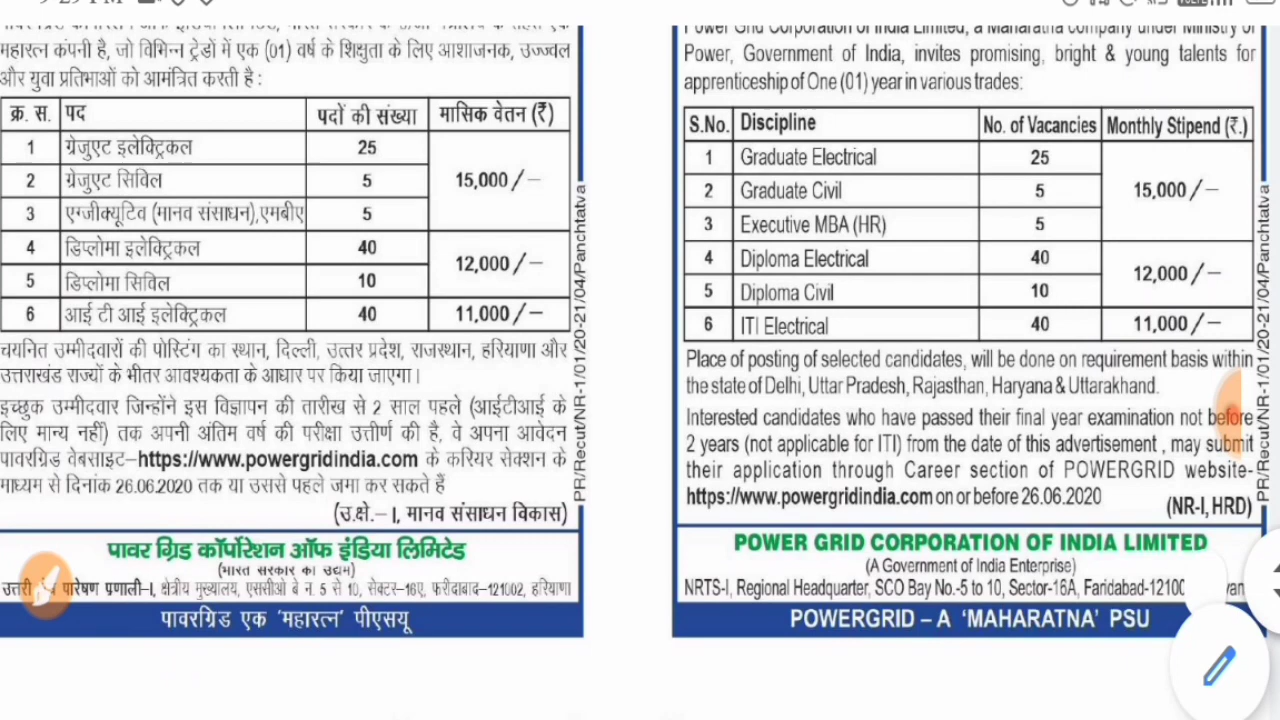 9:29 PM
महारत्न कंपनी है, जो विभिन्न ट्रेडों में एक (01) वर्ष के शिक्षुता के लिए आशाजनक, उज्ज्वल
और युवा प्रतिभाओं को आमंत्रित करती है :
क्र. स. पद पदों की संख्या मासिक वेतन (₹)
1 ग्रेजुएट इलेक्ट्रिकल 25
2 ग्रेजुएट सिविल 5 15,000/–
3 एग्जीक्यूटिव (मानव संसाधन),एमबीए 5
4 डिप्लोमा इलेक्ट्रिकल 40
12,000/–
5 डिप्लोमा सिविल 10
6 आई टी आई इलेक्ट्रिकल 40 11,000/–
चयनित उम्मीदवारों की पोस्टिंग का स्थान, दिल्ली, उत्तर प्रदेश, राजस्थान, हरियाणा और
उत्तराखंड राज्यों के भीतर आवश्यकता के आधार पर किया जाएगा।
इच्छुक उम्मीदवार जिन्होंने इस विज्ञापन की तारीख से 2 साल पहले (आईटीआई के
लिए मान्य नहीं) तक अपनी अंतिम वर्ष की परीक्षा उत्तीर्ण की है, वे अपना आवेदन
पावरग्रिड वेबसाइट–https://www.powergridindia.com के करियर सेक्शन के
माध्यम से दिनांक 26.06.2020 तक या उससे पहले जमा कर सकते हैं
(उ.क्षे.–I, मानव संसाधन विकास)
पावर ग्रिड कॉर्पोरेशन ऑफ इंडिया लिमिटेड
(भारत सरकार का उद्यम)
उत्तरी पारेषण प्रणाली–I, क्षेत्रीय मुख्यालय, एससीओ बे न. 5 से 10, सेक्टर–16ए, फरीदाबाद–121002, हरियाणा
पावरग्रिड एक 'महारत्न' पीएसयू
PR/Recut/NR-1/01/20-21/04/Panchtatva
Power Grid Corporation of India Limited, a Maharatna company under Ministry of
Power, Government of India, invites promising, bright & young talents for
apprenticeship of One (01) year in various trades:
S.No. Discipline No. of Vacancies Monthly Stipend (₹.)
1 Graduate Electrical 25
2 Graduate Civil 5 15,000/–
3 Executive MBA (HR) 5
4 Diploma Electrical 40
12,000/–
5 Diploma Civil 10
6 ITI Electrical 40 11,000/–
Place of posting of selected candidates, will be done on requirement basis within
the state of Delhi, Uttar Pradesh, Rajasthan, Haryana & Uttarakhand.
Interested candidates who have passed their final year examination not before
2 years (not applicable for ITI) from the date of this advertisement , may submit
their application through Career section of POWERGRID website-
https://www.powergridindia.com on or before 26.06.2020
(NR-I, HRD)
POWER GRID CORPORATION OF INDIA LIMITED
(A Government of India Enterprise)
NRTS-I, Regional Headquarter, SCO Bay No.-5 to 10, Sector-16A, Faridabad-12100
POWERGRID – A 'MAHARATNA' PSU
PR/Recut/NR-1/01/20-21/04/Panchtatva